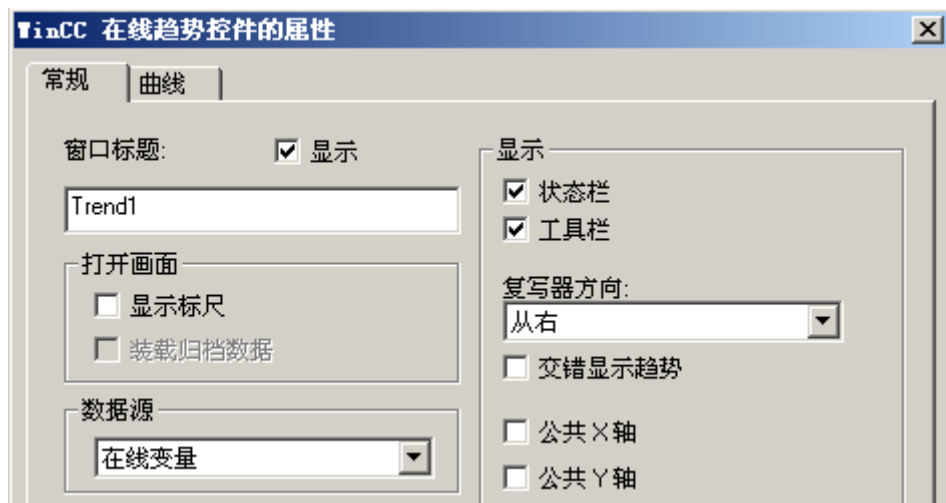 WinCC 在线趋势控件的属性
常规 曲线
窗口标题: 显示
Trend1
打开画面
显示标尺
装载归档数据
数据源
在线变量
显示
状态栏
工具栏
复写器方向:
从右
交错显示趋势
公共X轴
公共Y轴